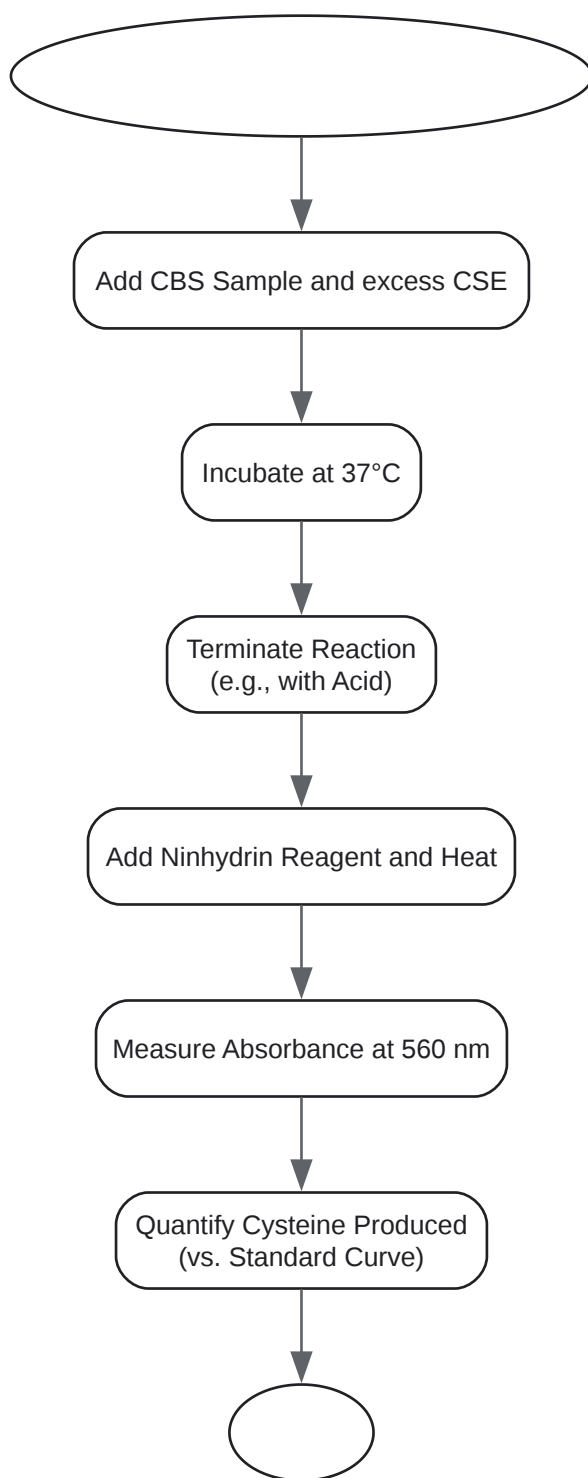 Add CBS Sample and excess CSE
Incubate at 37°C
Terminate Reaction
(e.g., with Acid)
Add Ninhydrin Reagent and Heat
Measure Absorbance at 560 nm
Quantify Cysteine Produced
(vs. Standard Curve)